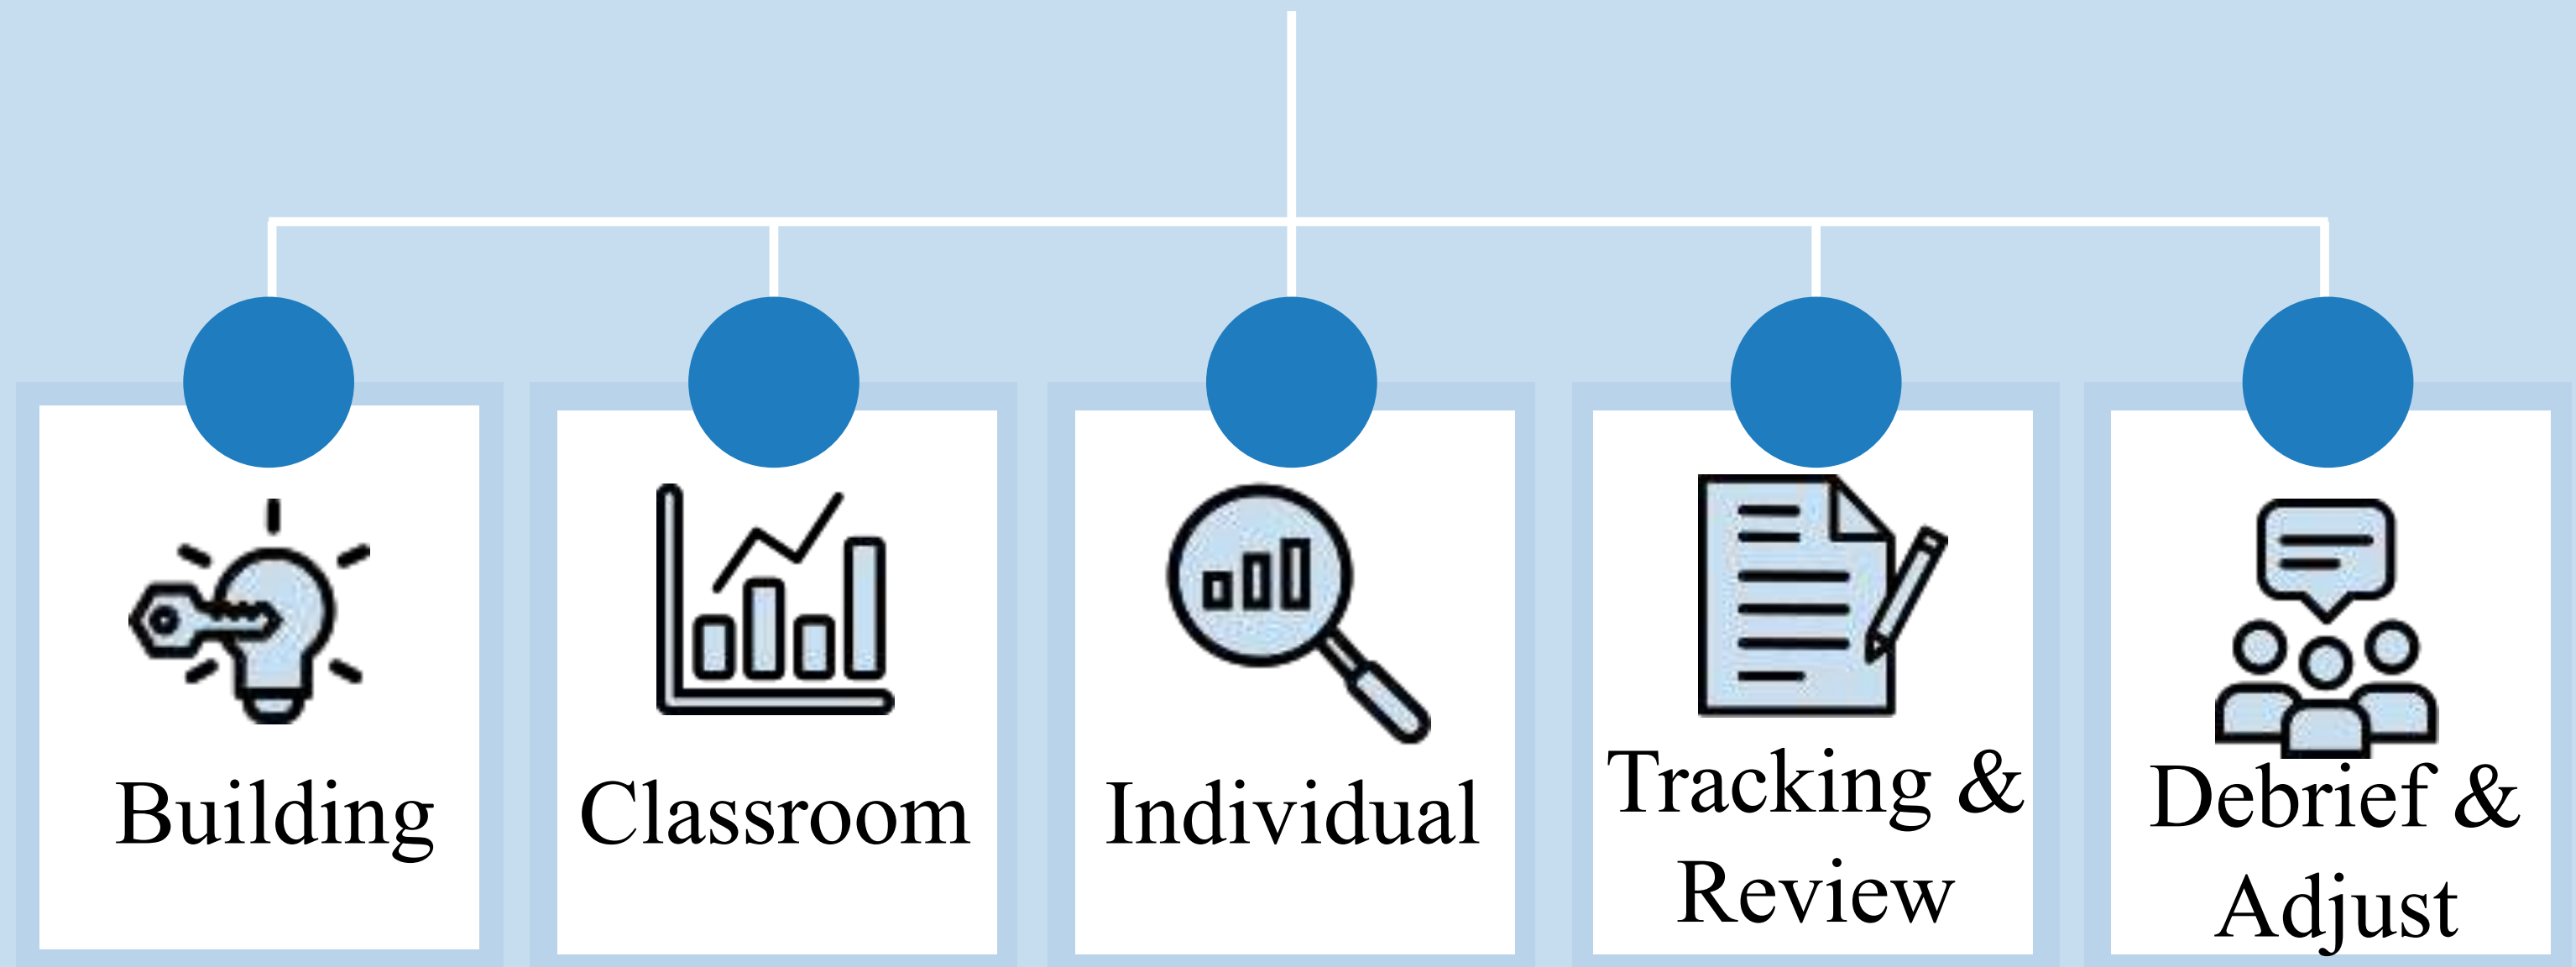 Building
Classroom
Individual
Tracking &
Review
Debrief &
Adjust